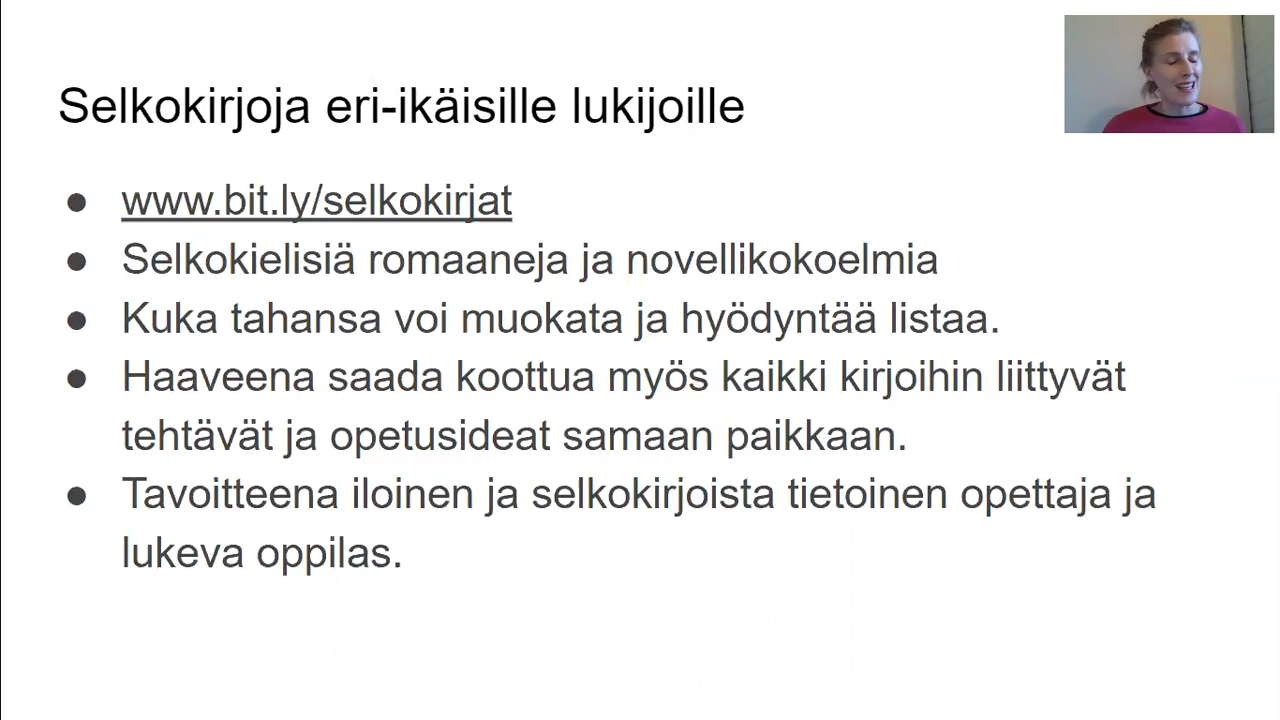 Selkokirjoja eri-ikäisille lukijoille
● www.bit.ly/selkokirjat
● Selkokielisiä romaaneja ja novellikokoelmia
● Kuka tahansa voi muokata ja hyödyntää listaa.
● Haaveena saada koottua myös kaikki kirjoihin liittyvät
tehtävät ja opetusideat samaan paikkaan.
● Tavoitteena iloinen ja selkokirjoista tietoinen opettaja ja
lukeva oppilas.